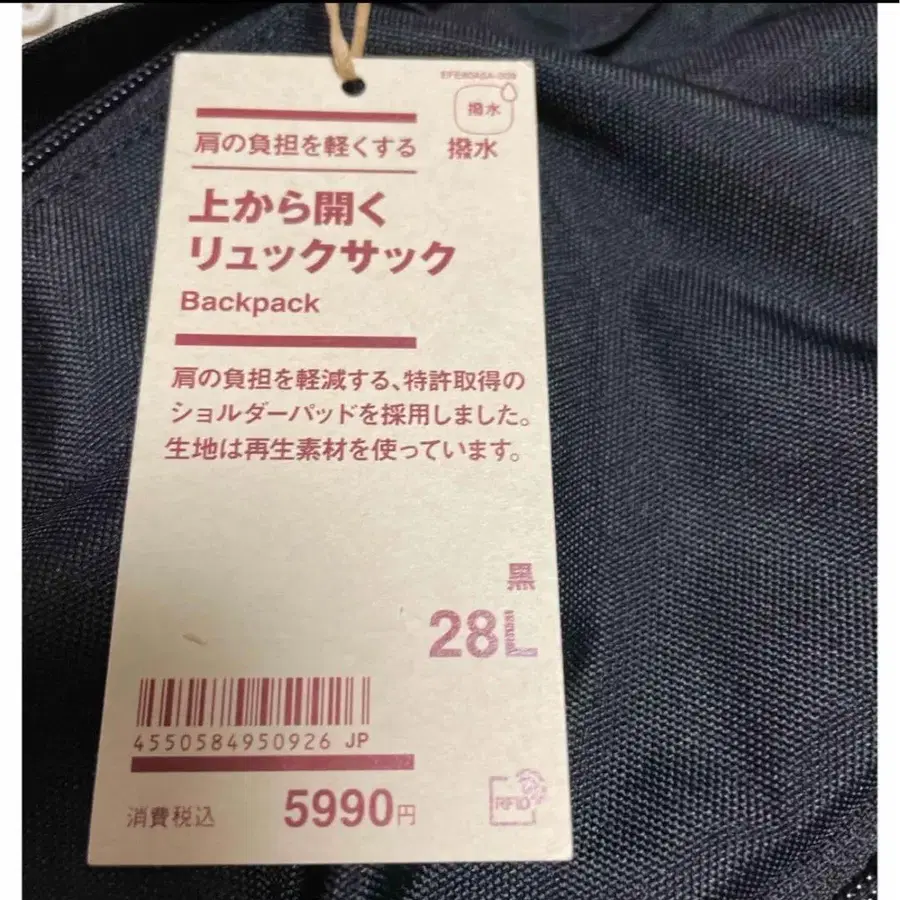 撥水
肩の負担を軽くする
撥水
上から開く
リュックサック
Backpack
肩の負担を軽減する、特許取得の
ショルダーパッドを採用しました。
生地は再生素材を使っています。
黒
28L
4550584950926 JP
消費税込 5990円
RFID